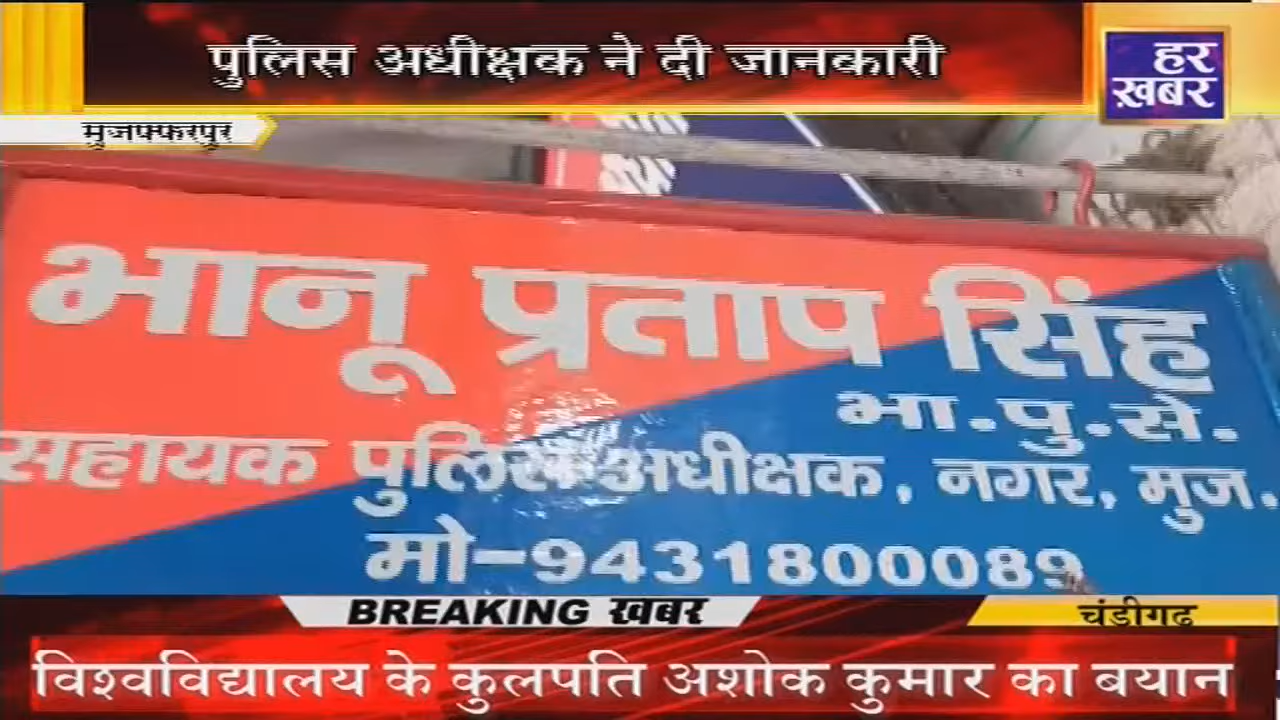 पुलिस अधीक्षक ने दी जानकारी
हर
ख़बर
मुजफ्फरपुर
भानू प्रताप सिंह
भा.पु.से.
सहायक पुलिस अधीक्षक, नगर, मुज.
मो-9431800089
BREAKING खबर
चंडीगढ
विश्वविद्यालय के कुलपति अशोक कुमार का बयान